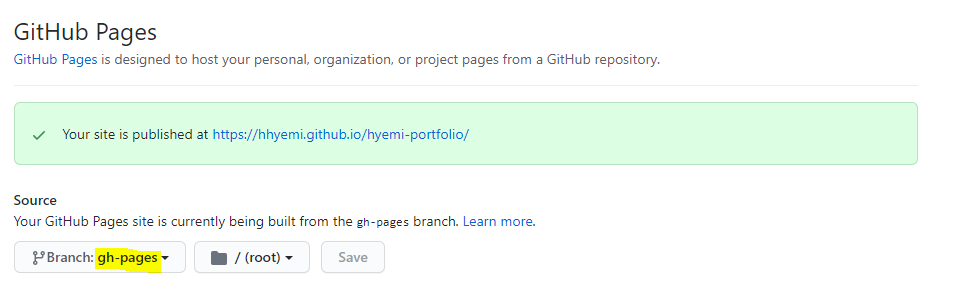 GitHub Pages
GitHub Pages is designed to host your personal, organization, or project pages from a GitHub repository.
Your site is published at https://hhyemi.github.io/hyemi-portfolio/
Source
Your GitHub Pages site is currently being built from the gh-pages branch. Learn more.
Branch: gh-pages / (root) Save